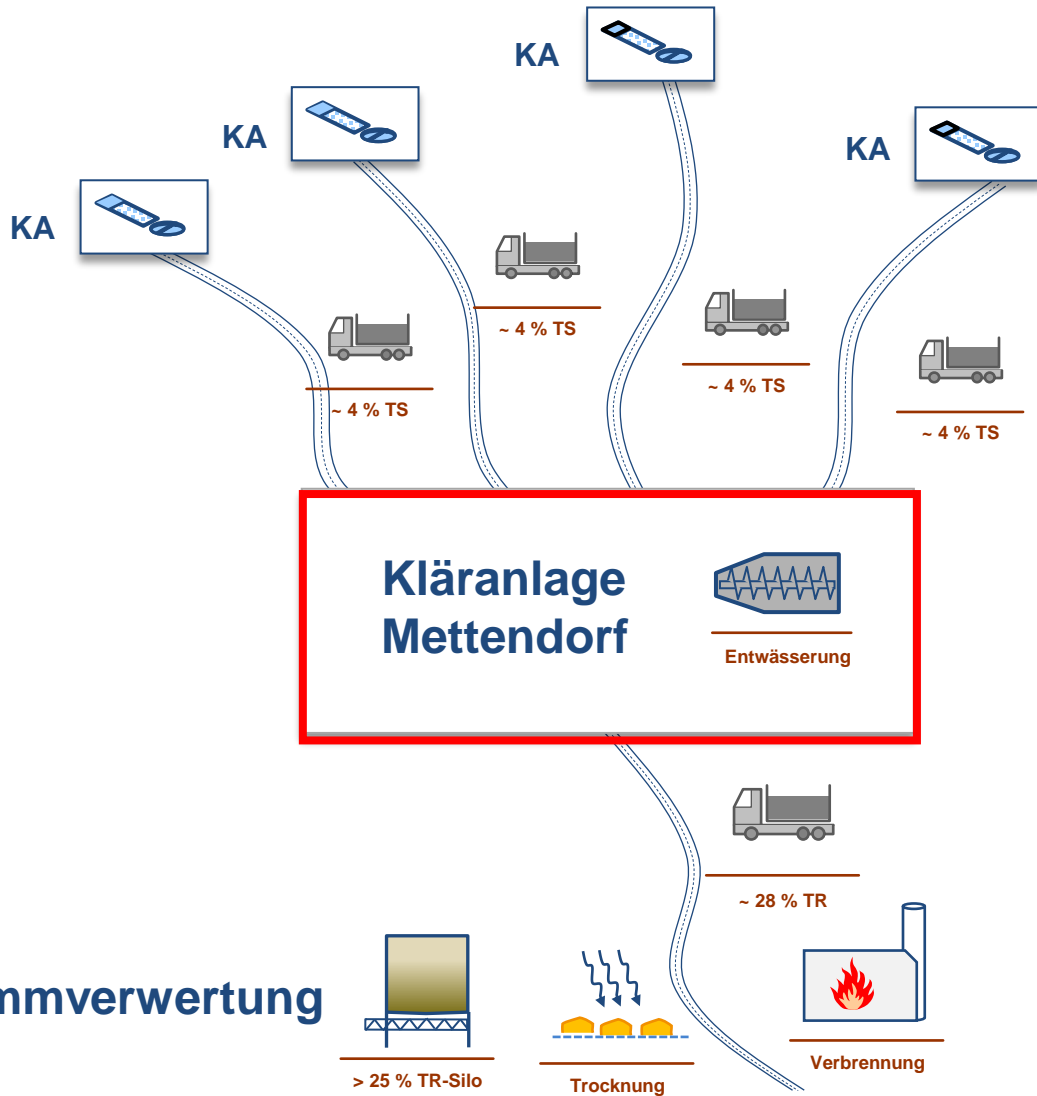 KA
KA
KA
KA
~ 4 % TS
~ 4 % TS
~ 4 % TS
~ 4 % TS
Kläranlage
Mettendorf
Entwässerung
~ 28 % TR
mmverwertung
> 25 % TR-Silo
Trocknung
Verbrennung